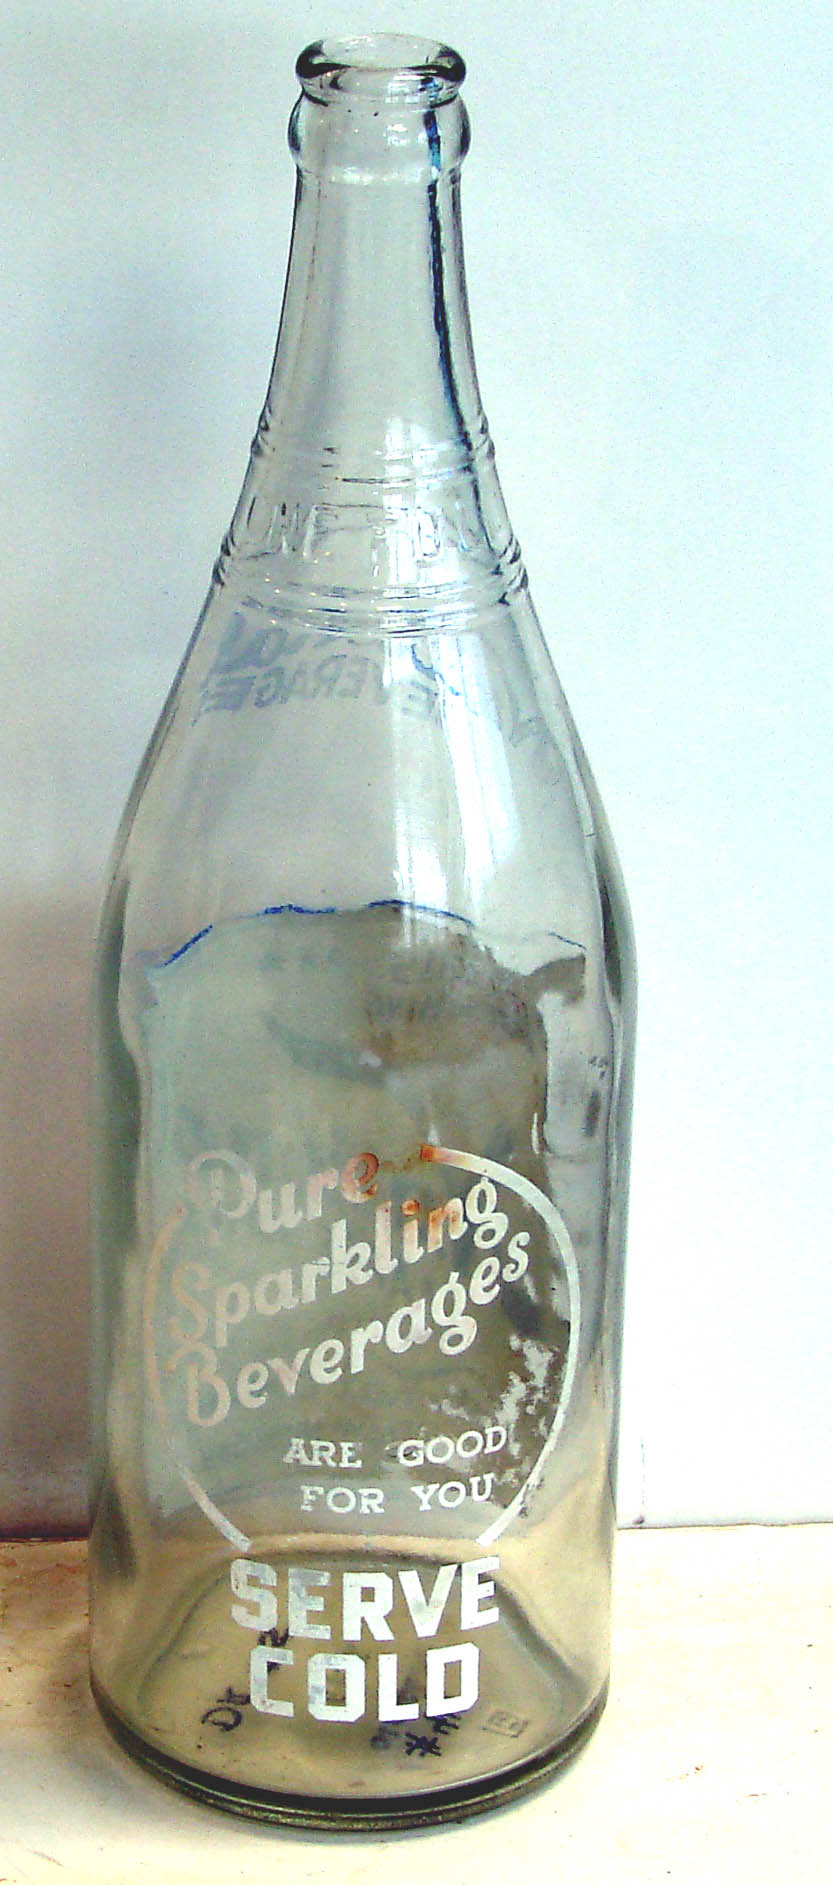 Pure
Sparkling
Beverages
ARE GOOD
FOR YOU
SERVE
COLD